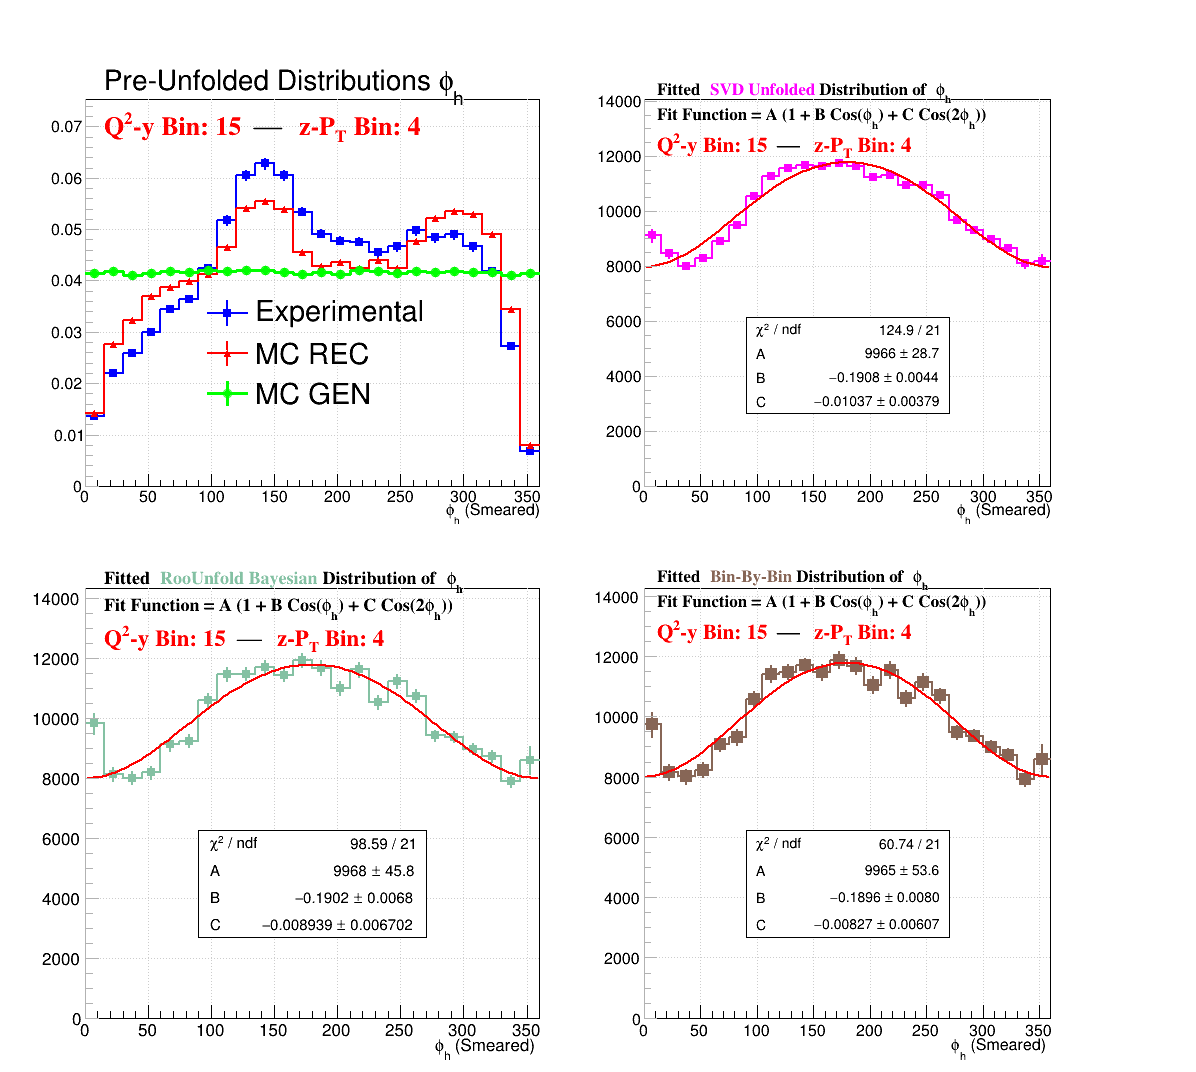 Pre-Unfolded Distributions ϕh
Q²-y Bin: 15 — z-PT Bin: 4
0.07
0.06
0.05
0.04
0.03
0.02
0.01
0
Experimental
MC REC
MC GEN
0 50 100 150 200 250 300 350
ϕh (Smeared)
Fitted SVD Unfolded Distribution of ϕh
Fit Function = A (1 + B Cos(ϕh) + C Cos(2ϕh))
Q²-y Bin: 15 — z-PT Bin: 4
14000
12000
10000
8000
6000
4000
2000
0
χ² / ndf 124.9 / 21
A 9966 ± 28.7
B −0.1908 ± 0.0044
C −0.01037 ± 0.00379
0 50 100 150 200 250 300 350
ϕh (Smeared)
Fitted RooUnfold Bayesian Distribution of ϕh
Fit Function = A (1 + B Cos(ϕh) + C Cos(2ϕh))
Q²-y Bin: 15 — z-PT Bin: 4
14000
12000
10000
8000
6000
4000
2000
0
χ² / ndf 98.59 / 21
A 9968 ± 45.8
B −0.1902 ± 0.0068
C −0.008939 ± 0.006702
0 50 100 150 200 250 300 350
ϕh (Smeared)
Fitted Bin-By-Bin Distribution of ϕh
Fit Function = A (1 + B Cos(ϕh) + C Cos(2ϕh))
Q²-y Bin: 15 — z-PT Bin: 4
14000
12000
10000
8000
6000
4000
2000
0
χ² / ndf 60.74 / 21
A 9965 ± 53.6
B −0.1896 ± 0.0080
C −0.00827 ± 0.00607
0 50 100 150 200 250 300 350
ϕh (Smeared)